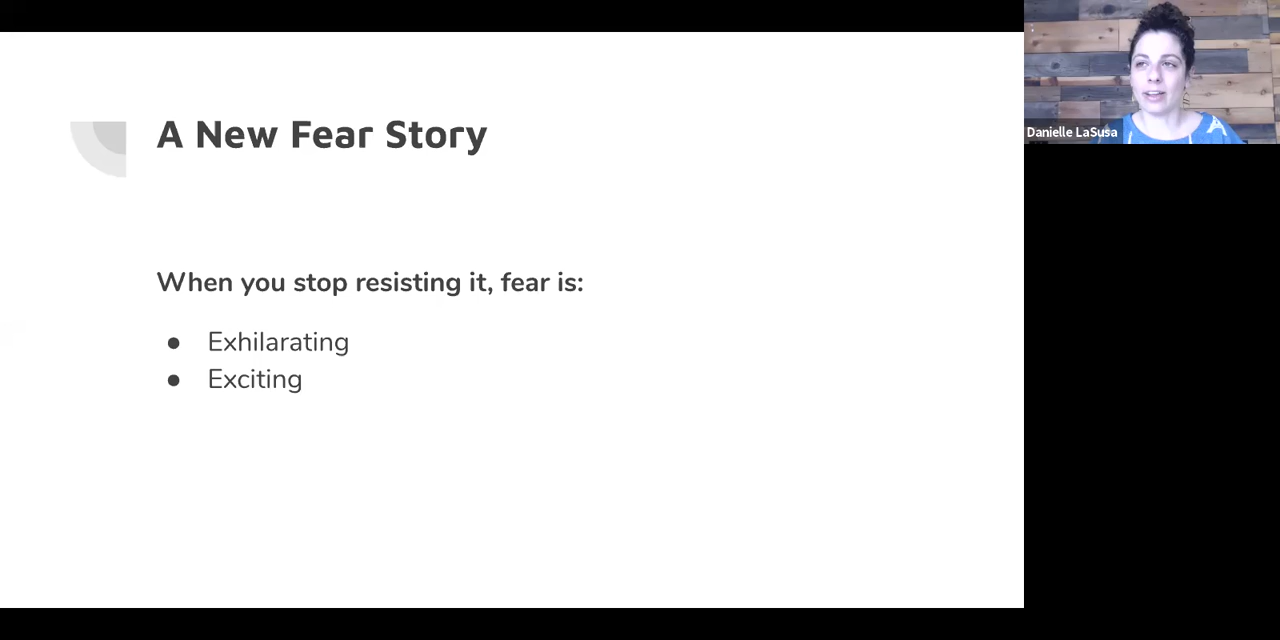 A New Fear Story
When you stop resisting it, fear is:
● Exhilarating
● Exciting
Danielle LaSusa